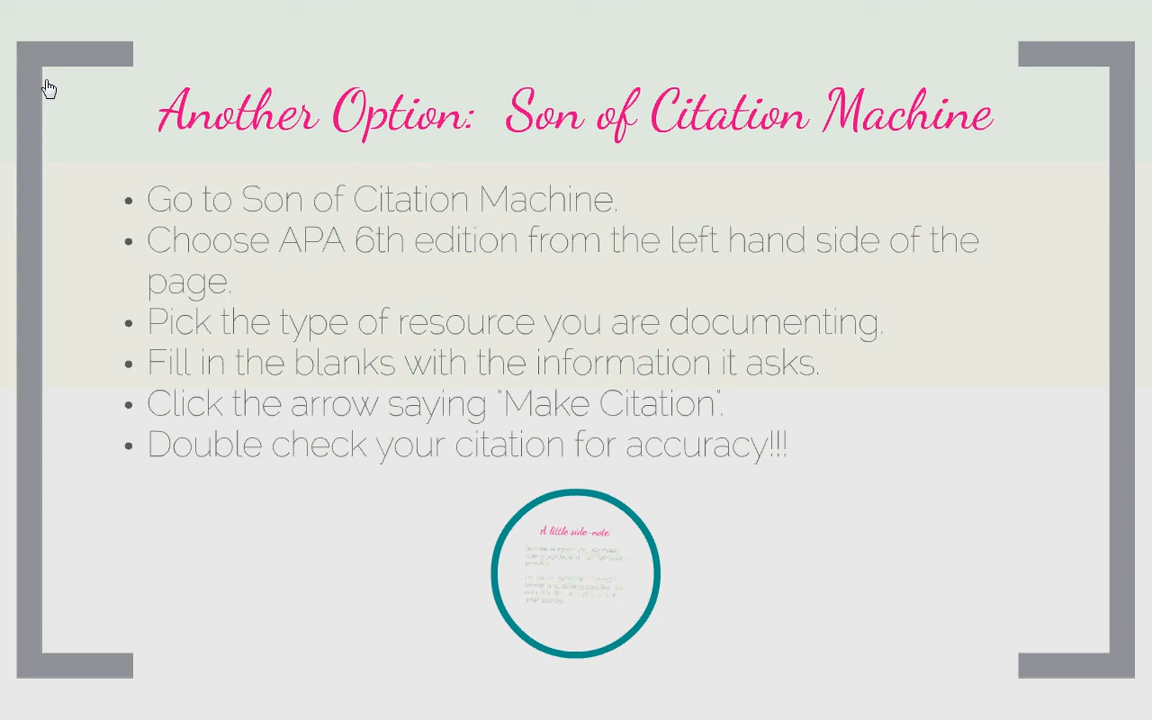 Another Option: Son of Citation Machine
• Go to Son of Citation Machine.
• Choose APA 6th edition from the left hand side of the
page.
• Pick the type of resource you are documenting.
• Fill in the blanks with the information it asks.
• Click the arrow saying "Make Citation".
• Double check your citation for accuracy!!!
A little side-note: